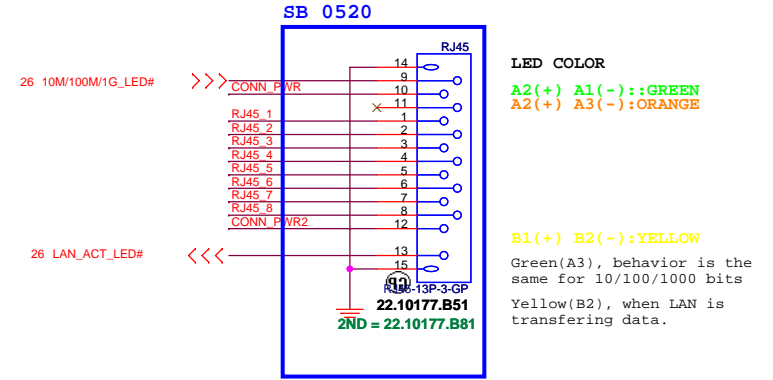 SB 0520
RJ45
14
26 10M/100M/1G_LED#
9
CONN_PWR
10
11
RJ45_1
1
RJ45_2
2
RJ45_3
3
RJ45_4
4
RJ45_5
5
RJ45_6
6
RJ45_7
7
RJ45_8
8
CONN_PWR2
12
26 LAN_ACT_LED#
13
15
GP
RJ45-13P-3-GP
22.10177.B51
2ND = 22.10177.B81
LED COLOR
A2(+) A1(-)::GREEN
A2(+) A3(-):ORANGE
B1(+) B2(-):YELLOW
Green(A3), behavior is the
same for 10/100/1000 bits
Yellow(B2), when LAN is
transfering data.